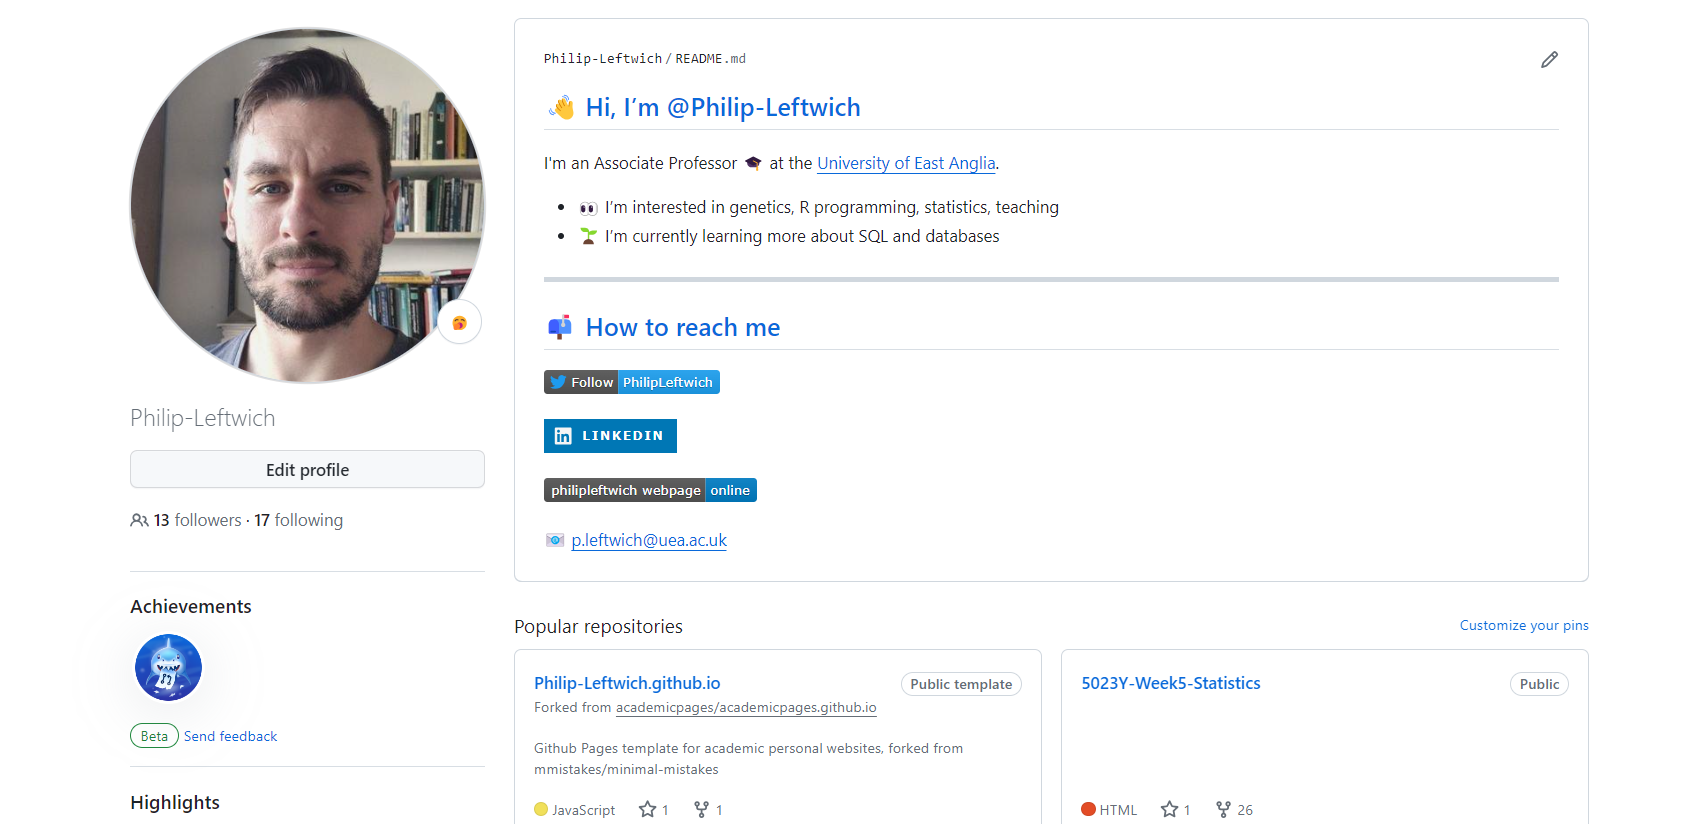 Philip-Leftwich
Edit profile
13 followers · 17 following
Achievements
Beta Send feedback
Highlights
Philip-Leftwich / README.md
👋 Hi, I’m @Philip-Leftwich
I'm an Associate Professor 🎓 at the University of East Anglia.
• 👀 I’m interested in genetics, R programming, statistics, teaching
• 🌱 I’m currently learning more about SQL and databases
📫 How to reach me
Follow PhilipLeftwich
LINKEDIN
philipleftwich webpage online
📧 p.leftwich@uea.ac.uk
Popular repositories
Customize your pins
Philip-Leftwich.github.io Public template
Forked from academicpages/academicpages.github.io
Github Pages template for academic personal websites, forked from
mmistakes/minimal-mistakes
JavaScript 1 1
5023Y-Week5-Statistics Public
HTML 1 26